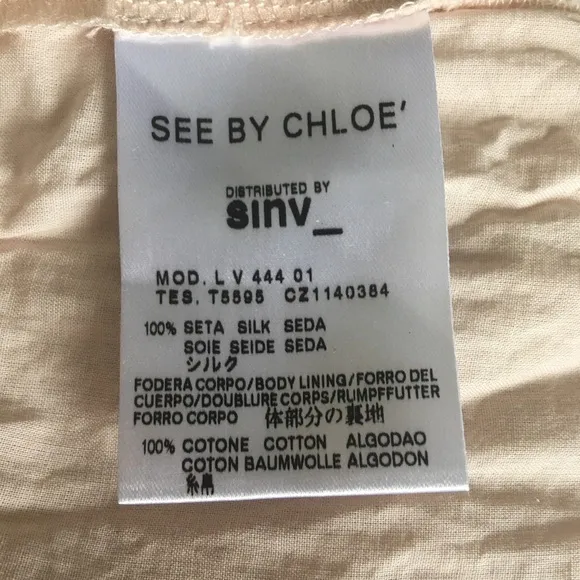 SEE BY CHLOE'
DISTRIBUTED BY
sinv_
MOD. L V 444 01
TES. T5595 CZ1140384
100% SETA SILK SEDA
SOIE SEIDE SEDA
シルク
FODERA CORPO/BODY LINING/FORRO DEL
CUERPO/DOUBLURE CORPS/RUMPFFUTTER
FORRO CORPO 体部分の裏地
100% COTONE COTTON ALGODAO
COTON BAUMWOLLE ALGODON